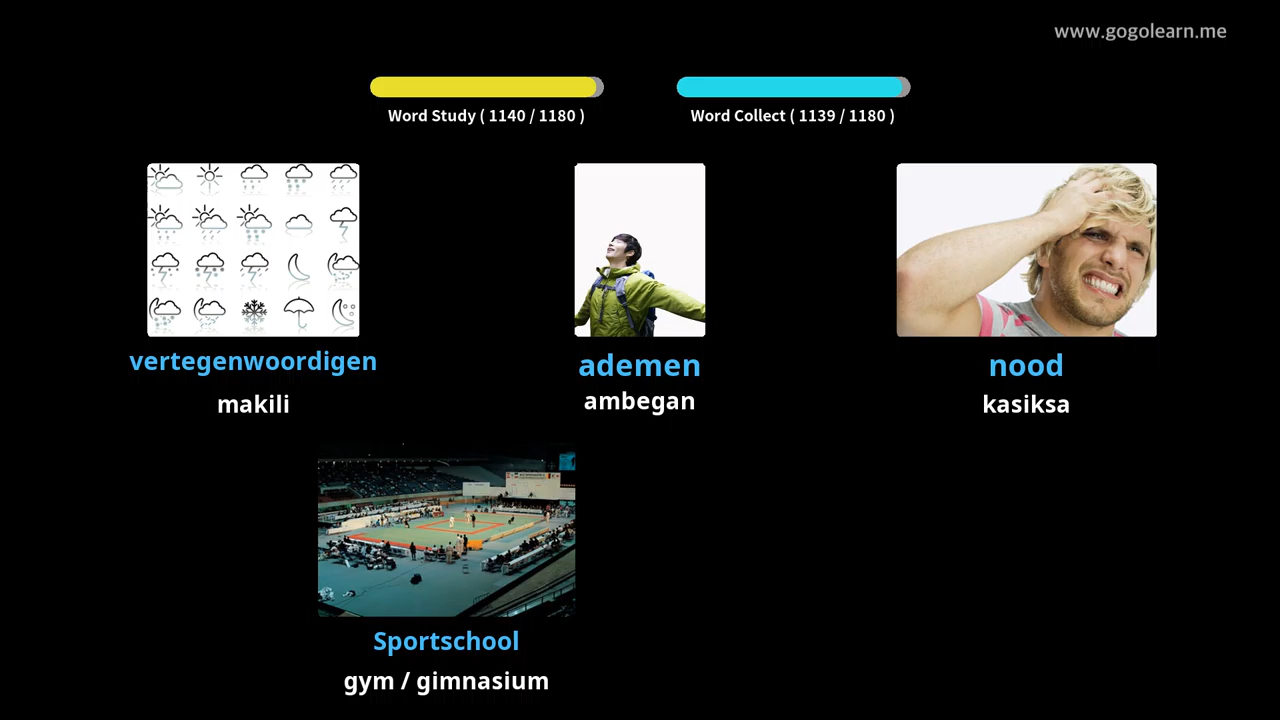 www.gogolearn.me
Word Study ( 1140 / 1180 )
Word Collect ( 1139 / 1180 )
vertegenwoordigen
makili
ademen
ambegan
nood
kasiksa
Sportschool
gym / gimnasium